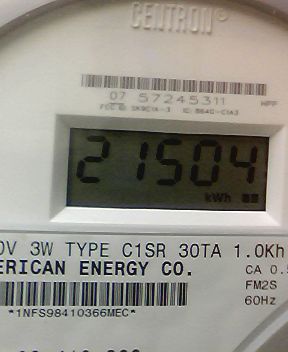 CENTRON®
07 57245311
HPP
21504
kWh
0V 3W TYPE C1SR 30TA 1.0Kh
ERICAN ENERGY CO.
CA 0.5
FM2S
60Hz
*1NFS98410366MEC*